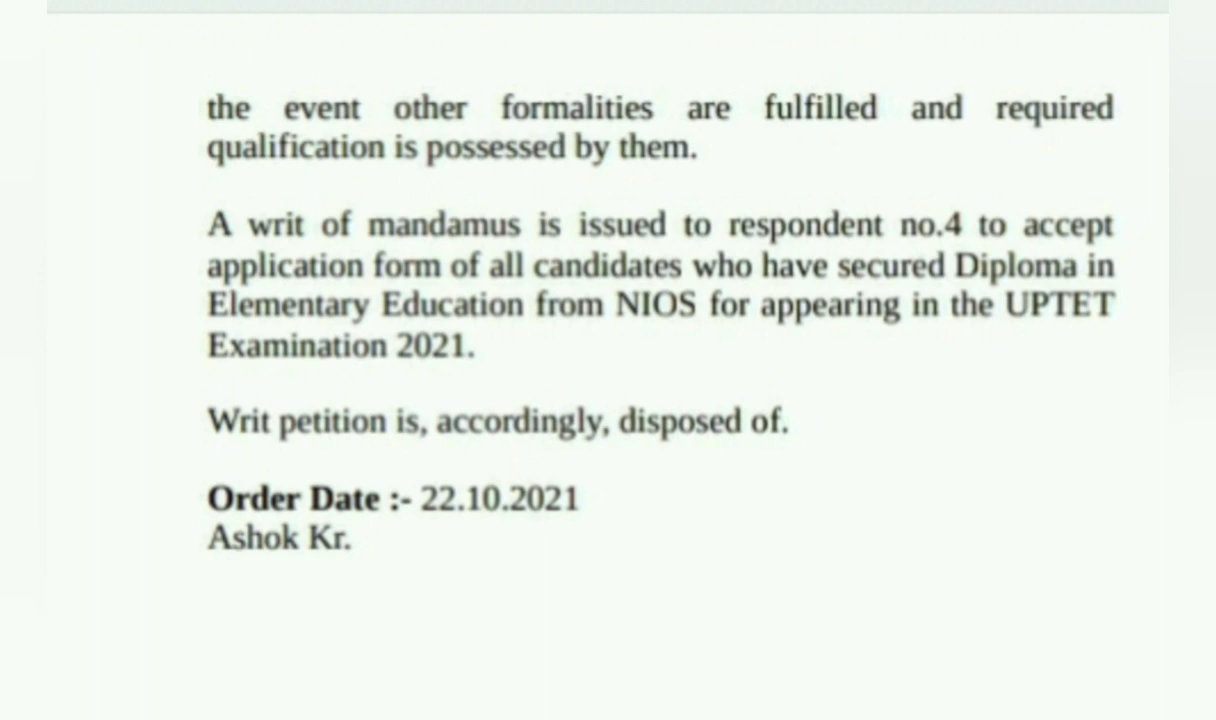 the event other formalities are fulfilled and required
qualification is possessed by them.
A writ of mandamus is issued to respondent no.4 to accept
application form of all candidates who have secured Diploma in
Elementary Education from NIOS for appearing in the UPTET
Examination 2021.
Writ petition is, accordingly, disposed of.
Order Date :- 22.10.2021
Ashok Kr.